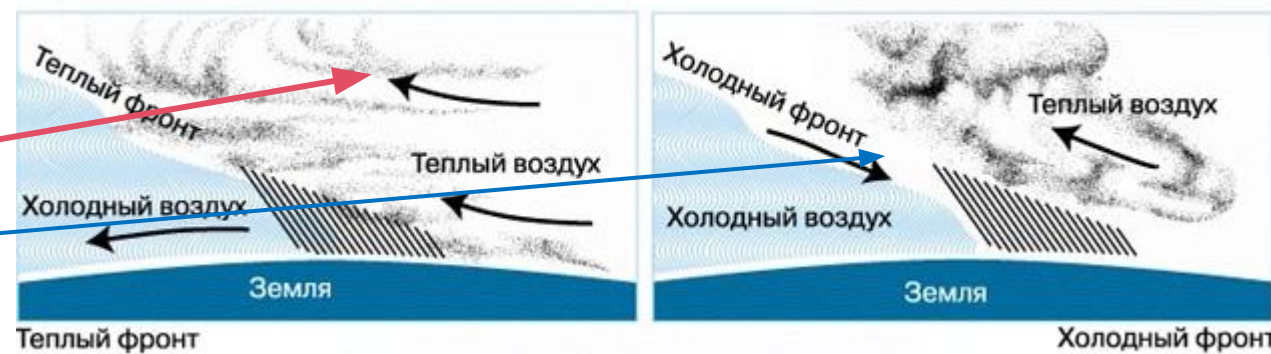 Теплый фронт
Теплый воздух
Холодный воздух
Земля
Теплый фронт
Холодный фронт
Теплый воздух
Холодный воздух
Земля
Холодный фронт